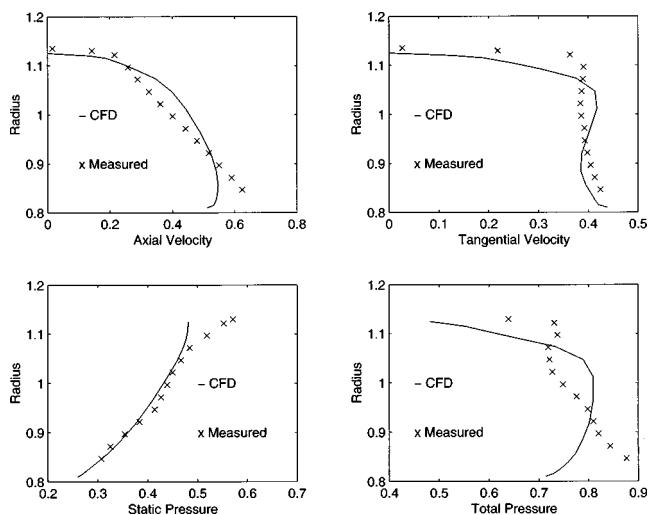 1.2
1.1
1
0.9
0.8
Radius
– CFD
x Measured
0 0.2 0.4 0.6 0.8
Axial Velocity
1.2
1.1
1
0.9
0.8
Radius
– CFD
x Measured
0 0.1 0.2 0.3 0.4 0.5
Tangential Velocity
1.2
1.1
1
0.9
0.8
Radius
– CFD
x Measured
0.2 0.3 0.4 0.5 0.6 0.7
Static Pressure
1.2
1.1
1
0.9
0.8
Radius
– CFD
x Measured
0.4 0.5 0.6 0.7 0.8 0.9
Total Pressure